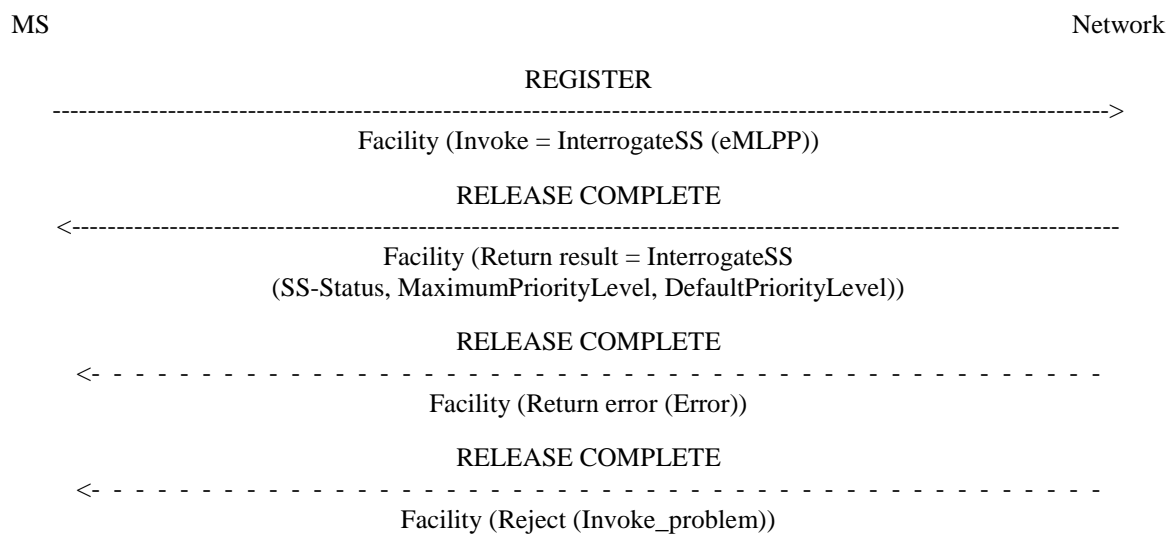 MS Network
REGISTER
Facility (Invoke = InterrogateSS (eMLPP))
RELEASE COMPLETE
Facility (Return result = InterrogateSS
(SS-Status, MaximumPriorityLevel, DefaultPriorityLevel))
RELEASE COMPLETE
Facility (Return error (Error))
RELEASE COMPLETE
Facility (Reject (Invoke_problem))